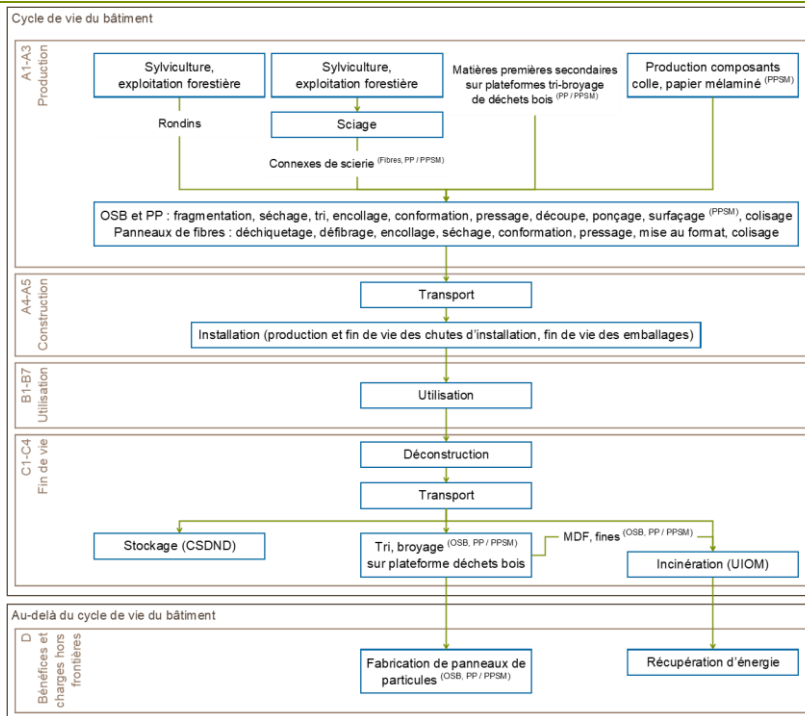 Cycle de vie du bâtiment
A1-A3
Production
Sylviculture,
exploitation forestière
Sylviculture,
exploitation forestière
Matières premières secondaires
sur plateformes tri-broyage
de déchets bois (PP / PPSM)
Production composants
colle, papier mélaminé (PPSM)
Rondins
Sciage
Connexes de scierie (Fibres, PP / PPSM)
OSB et PP : fragmentation, séchage, tri, encollage, conformation, pressage, découpe, ponçage, surfaçage (PPSM), colisage
Panneaux de fibres : déchiquetage, défibrage, encollage, séchage, conformation, pressage, mise au format, colisage
A4-A5
Construction
Transport
Installation (production et fin de vie des chutes d'installation, fin de vie des emballages)
B1-B7
Utilisation
Utilisation
C1-C4
Fin de vie
Déconstruction
Transport
Stockage (CSDND)
Tri, broyage (OSB, PP / PPSM)
sur plateforme déchets bois
MDF, fines (OSB, PP / PPSM)
Incinération (UIOM)
Au-delà du cycle de vie du bâtiment
D
Bénéfices et
charges hors
frontières
Fabrication de panneaux de
particules (OSB, PP / PPSM)
Récupération d'énergie